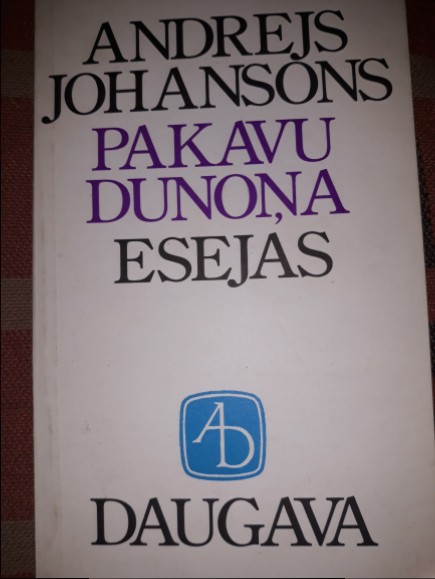 ANDREJS
JOHANSONS
PAKAVU
DUNOŅA
ESEJAS
AD
DAUGAVA